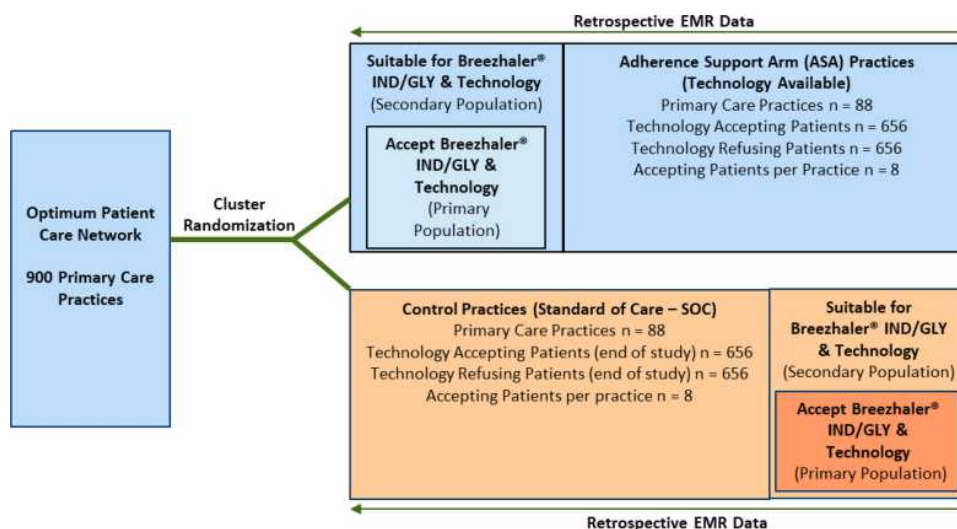 Retrospective EMR Data
Suitable for Breezhaler®
IND/GLY & Technology
(Secondary Population)
Accept Breezhaler®
IND/GLY &
Technology
(Primary
Population)
Adherence Support Arm (ASA) Practices
(Technology Available)
Primary Care Practices n = 88
Technology Accepting Patients n = 656
Technology Refusing Patients n = 656
Accepting Patients per Practice n = 8
Optimum Patient
Care Network
900 Primary Care
Practices
Cluster
Randomization
Control Practices (Standard of Care – SOC)
Primary Care Practices n = 88
Technology Accepting Patients (end of study) n = 656
Technology Refusing Patients (end of study) n = 656
Accepting Patients per practice n = 8
Suitable for
Breezhaler® IND/GLY
& Technology
(Secondary Population)
Accept Breezhaler®
IND/GLY &
Technology
(Primary Population)
Retrospective EMR Data